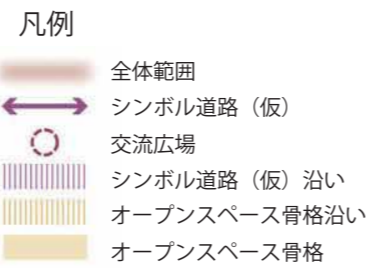 凡例
全体範囲
シンボル道路（仮）
交流広場
シンボル道路（仮）沿い
オープンスペース骨格沿い
オープンスペース骨格